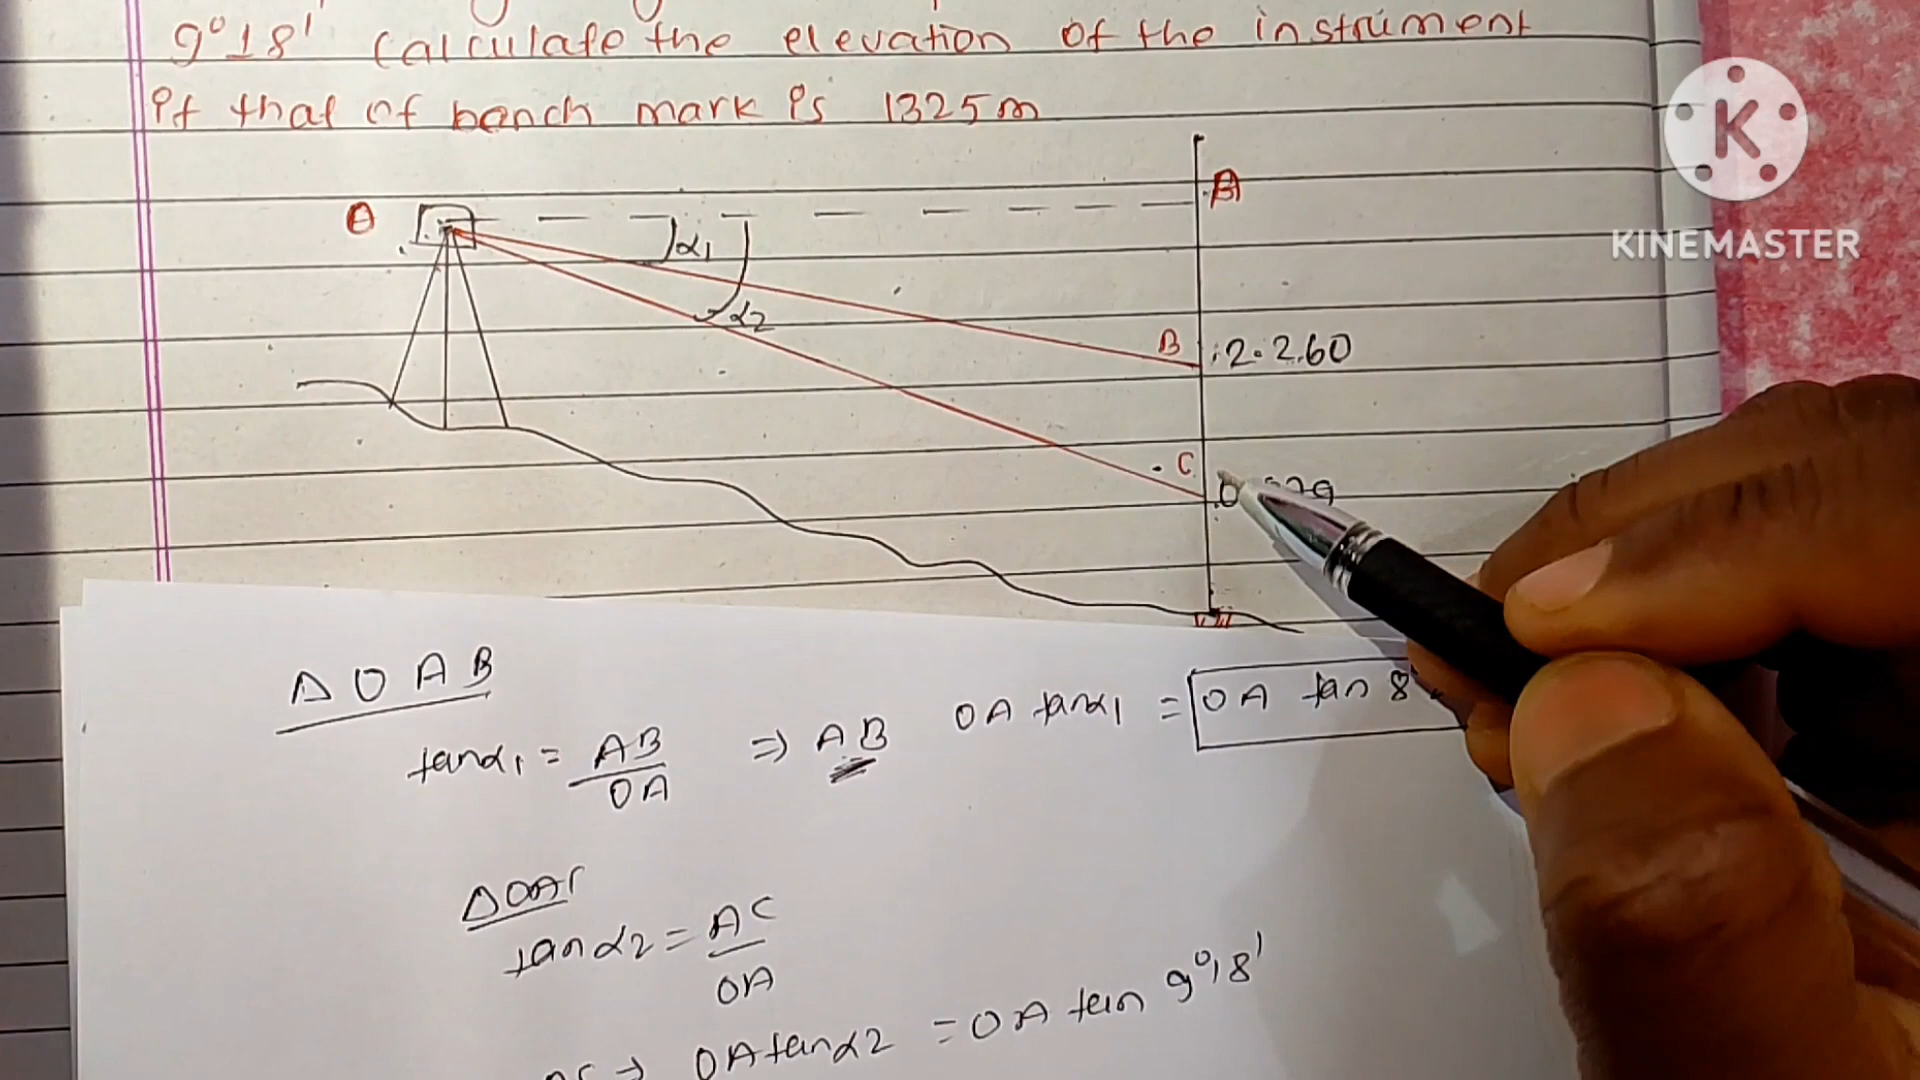 9°18' Calculate the elevation of the instrument
if that of bench mark is 1325m
K
KINEMASTER
A
O
α1
α2
B
2.260
C
Δ OAB
tanα1 = AB / OA ⇒ AB OA tanα1 = OA tan 8°
ΔOAC
tanα2 = AC / OA
⇒ OA tanα2 = OA tan 9°18'